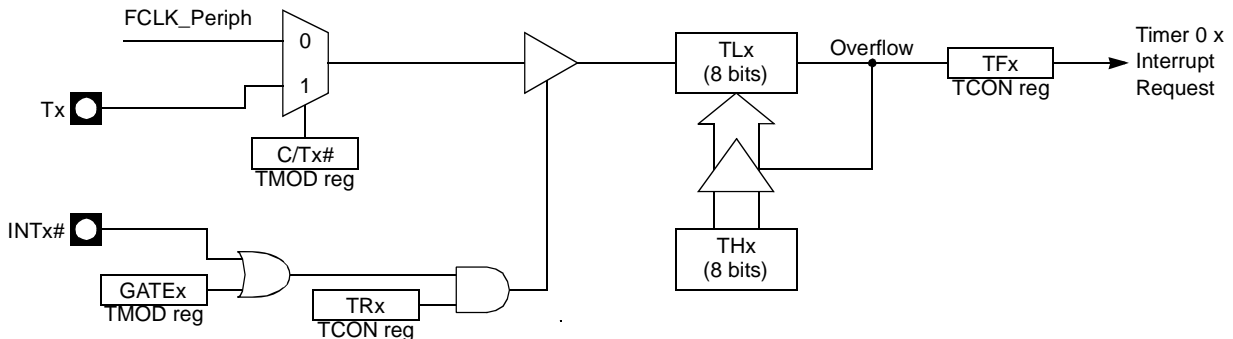 FCLK_Periph
0
1
Tx
C/Tx#
TMOD reg
TLx
(8 bits)
Overflow
TFx
TCON reg
Timer 0 x
Interrupt
Request
INTx#
GATEx
TMOD reg
TRx
TCON reg
THx
(8 bits)